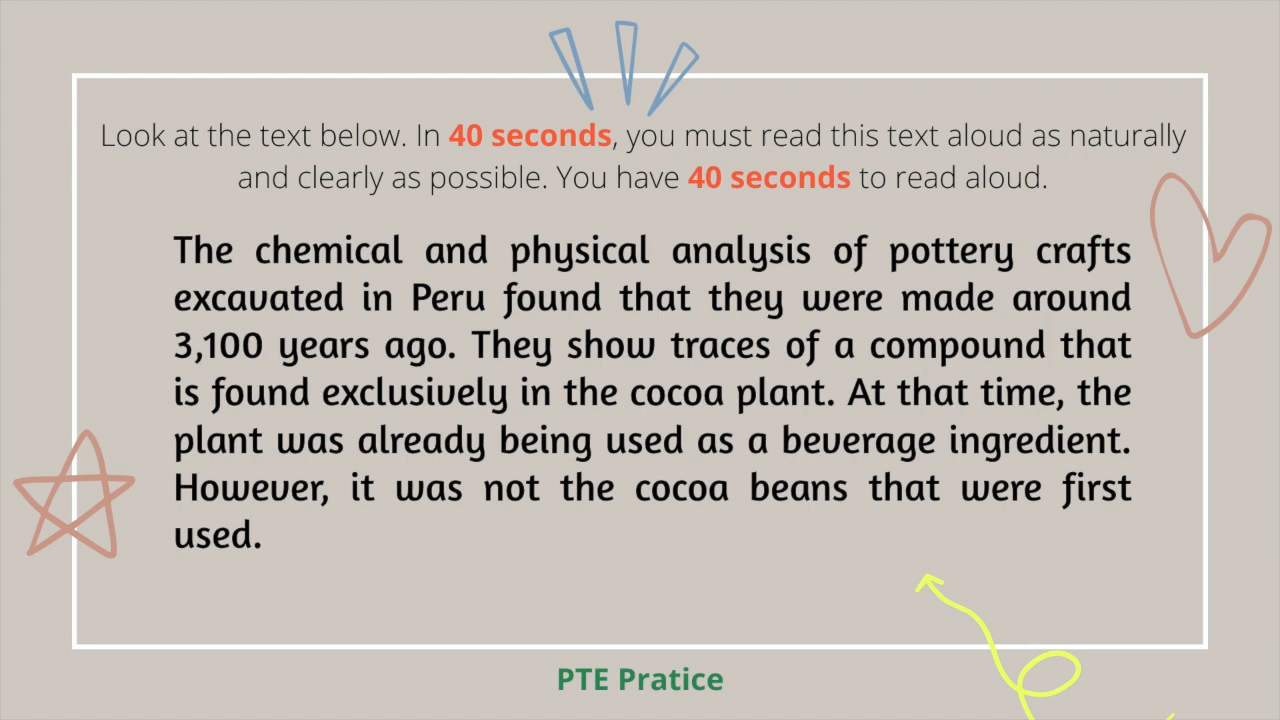 Look at the text below. In 40 seconds, you must read this text aloud as naturally
and clearly as possible. You have 40 seconds to read aloud.
The chemical and physical analysis of pottery crafts
excavated in Peru found that they were made around
3,100 years ago. They show traces of a compound that
is found exclusively in the cocoa plant. At that time, the
plant was already being used as a beverage ingredient.
However, it was not the cocoa beans that were first
used.
PTE Pratice